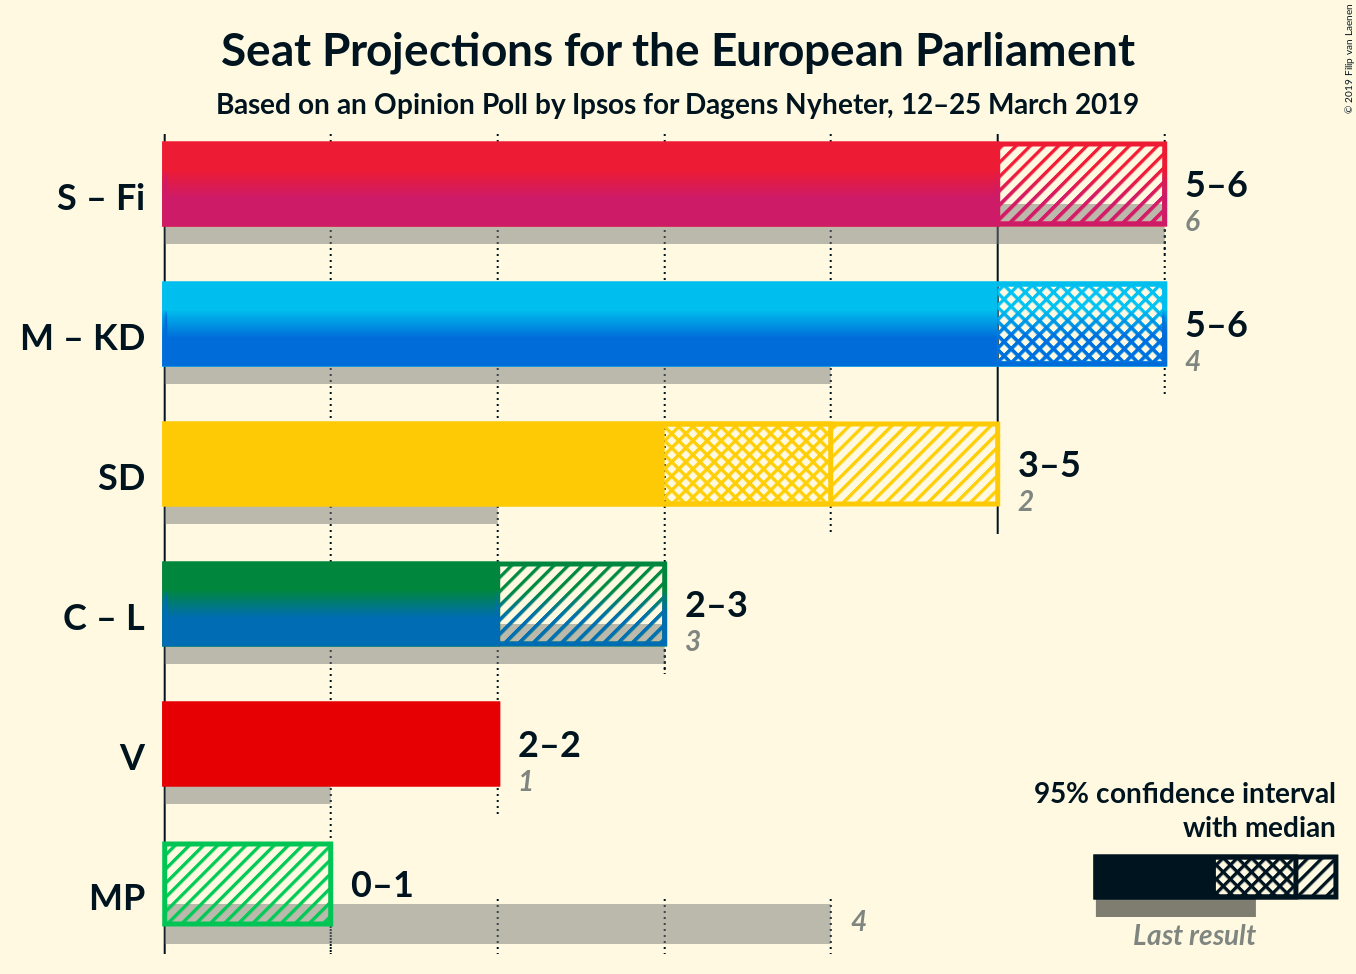 Seat Projections for the European Parliament
Based on an Opinion Poll by Ipsos for Dagens Nyheter, 12–25 March 2019
© 2019 Filip van Laenen
S – Fi
5–6
6
M – KD
5–6
4
SD
3–5
2
C – L
2–3
3
V
2–2
1
MP
0–1
4
95% confidence interval
with median
Last result